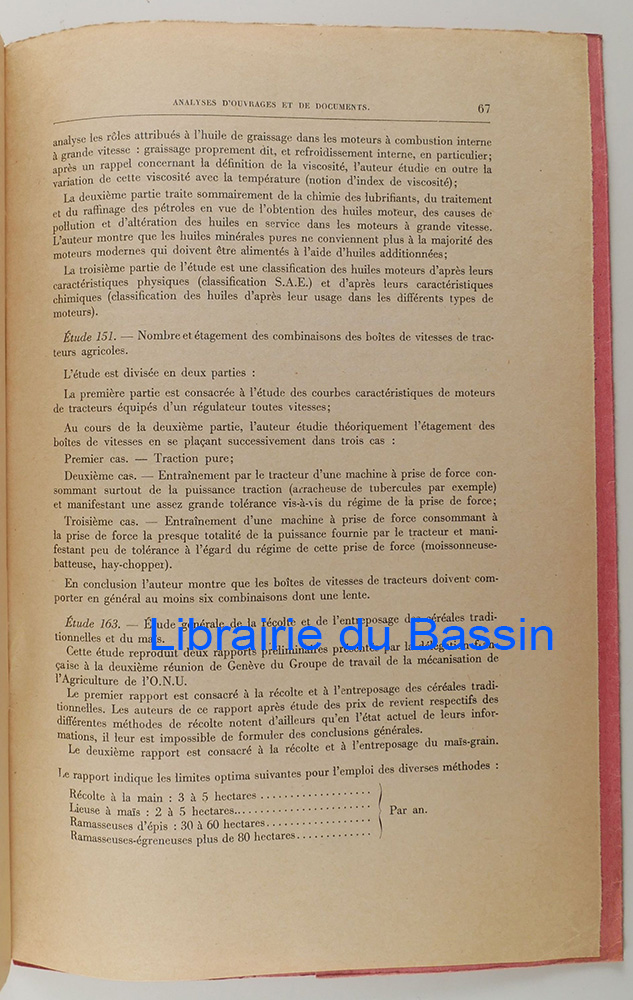 ANALYSES D'OUVRAGES ET DE DOCUMENTS.
67
analyse les rôles attribués à l'huile de graissage dans les moteurs à combustion interne
à grande vitesse : graissage proprement dit, et refroidissement interne, en particulier;
après un rappel concernant la définition de la viscosité, l'auteur étudie en outre la
variation de cette viscosité avec la température (notion d'index de viscosité);
La deuxième partie traite sommairement de la chimie des lubrifiants, du traitement
et du raffinage des pétroles en vue de l'obtention des huiles moteur, des causes de
pollution et d'altération des huiles en service dans les moteurs à grande vitesse.
L'auteur montre que les huiles minérales pures ne conviennent plus à la majorité des
moteurs modernes qui doivent être alimentés à l'aide d'huiles additionnées;
La troisième partie de l'étude est une classification des huiles moteurs d'après leurs
caractéristiques physiques (classification S.A.E.) et d'après leurs caractéristiques
chimiques (classification des huiles d'après leur usage dans les différents types de
moteurs).
Étude 151. — Nombre et étagement des combinaisons des boîtes de vitesses de trac-
teurs agricoles.
L'étude est divisée en deux parties :
La première partie est consacrée à l'étude des courbes caractéristiques de moteurs
de tracteurs équipés d'un régulateur toutes vitesses;
Au cours de la deuxième partie, l'auteur étudie théoriquement l'étagement des
boîtes de vitesses en se plaçant successivement dans trois cas :
Premier cas. — Traction pure;
Deuxième cas. — Entraînement par le tracteur d'une machine à prise de force con-
sommant surtout de la puissance traction (arracheuse de tubercules par exemple)
et manifestant une assez grande tolérance vis-à-vis du régime de la prise de force;
Troisième cas. — Entraînement d'une machine à prise de force consommant à
la prise de force la presque totalité de la puissance fournie par le tracteur et mani-
festant peu de tolérance à l'égard du régime de cette prise de force (moissonneuse-
batteuse, hay-chopper).
En conclusion l'auteur montre que les boîtes de vitesses de tracteurs doivent com-
porter en général au moins six combinaisons dont une lente.
Étude 163. — Étude générale de la récolte et de l'entreposage des céréales tradi-
tionnelles et du maïs.
Librairie du Bassin
Cette étude reproduit deux rapports préliminaires présentés par la délégation fran-
çaise à la deuxième réunion de Genève du Groupe de travail de la mécanisation de
l'Agriculture de l'O.N.U.
Le premier rapport est consacré à la récolte et à l'entreposage des céréales tradi-
tionnelles. Les auteurs de ce rapport après étude des prix de revient respectifs des
différentes méthodes de récolte notent d'ailleurs qu'en l'état actuel de leurs infor-
mations, il leur est impossible de formuler des conclusions générales.
Le deuxième rapport est consacré à la récolte et à l'entreposage du maïs-grain.
Le rapport indique les limites optima suivantes pour l'emploi des diverses méthodes :
Récolte à la main : 3 à 5 hectares ...................
Lieuse à maïs : 2 à 5 hectares.......................
Ramasseuses d'épis : 30 à 60 hectares..................
Ramasseuses-égreneuses plus de 80 hectares.............
Par an.